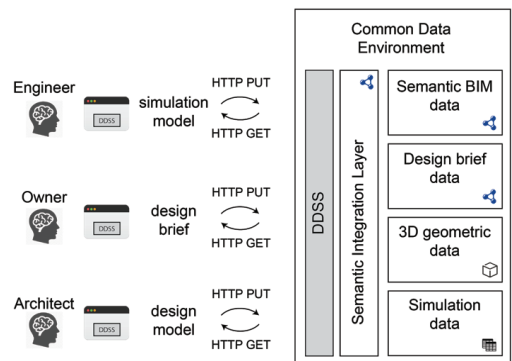 Engineer
DDSS
simulation
model
HTTP PUT
HTTP GET
Owner
DDSS
design
brief
HTTP PUT
HTTP GET
Architect
DDSS
design
model
HTTP PUT
HTTP GET
Common Data
Environment
DDSS
Semantic Integration Layer
Semantic BIM
data
Design brief
data
3D geometric
data
Simulation
data